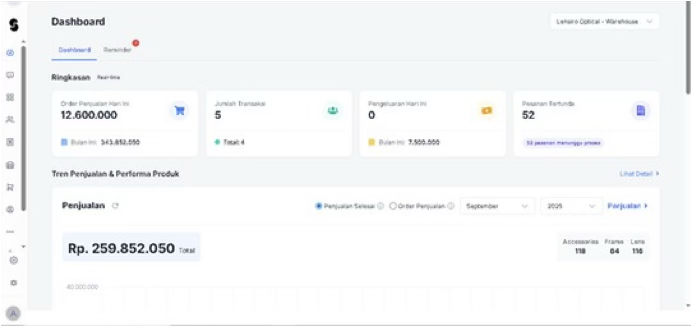 Dashboard
Lensiro Optical - Warehouse
Dashboard Reminder
Ringkasan Real-time
Order Penjualan Hari Ini
12.600.000
Bulan Ini: 343.852.050
Jumlah Transaksi
5
Total: 4
Pengeluaran Hari Ini
0
Bulan Ini: 7.500.000
Pesanan Tertunda
52
52 pesanan menunggu proses
Tren Penjualan & Performa Produk
Lihat Detail
Penjualan
Penjualan Selesai Order Penjualan September 2025 Penjualan
Rp. 259.852.050 Total
Accessories Frame Lens
118 64 116
40.000.000